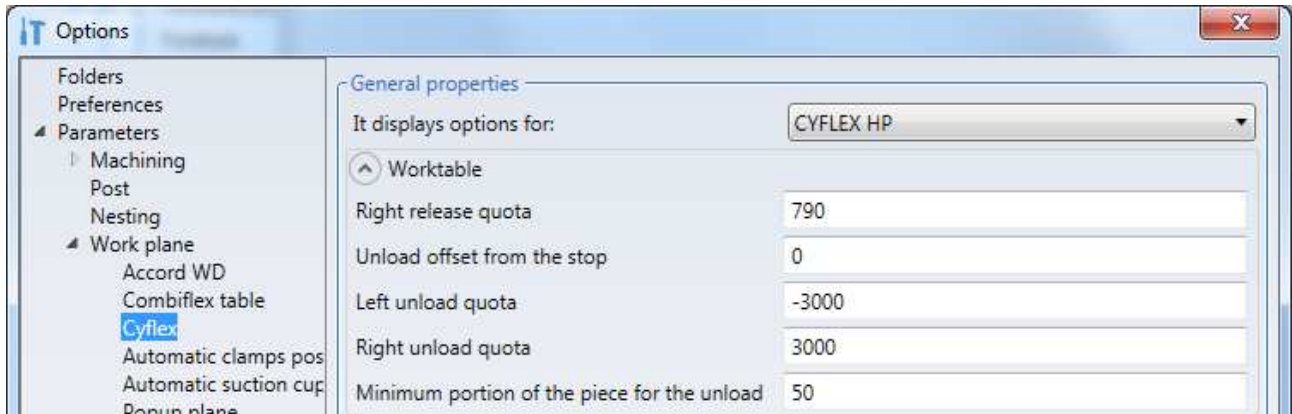 Options
Folders
Preferences
Parameters
Machining
Post
Nesting
Work plane
Accord WD
Combiflex table
Cyflex
Automatic clamps pos
Automatic suction cup
Popup plane
General properties
It displays options for: CYFLEX HP
Worktable
Right release quota 790
Unload offset from the stop 0
Left unload quota -3000
Right unload quota 3000
Minimum portion of the piece for the unload 50